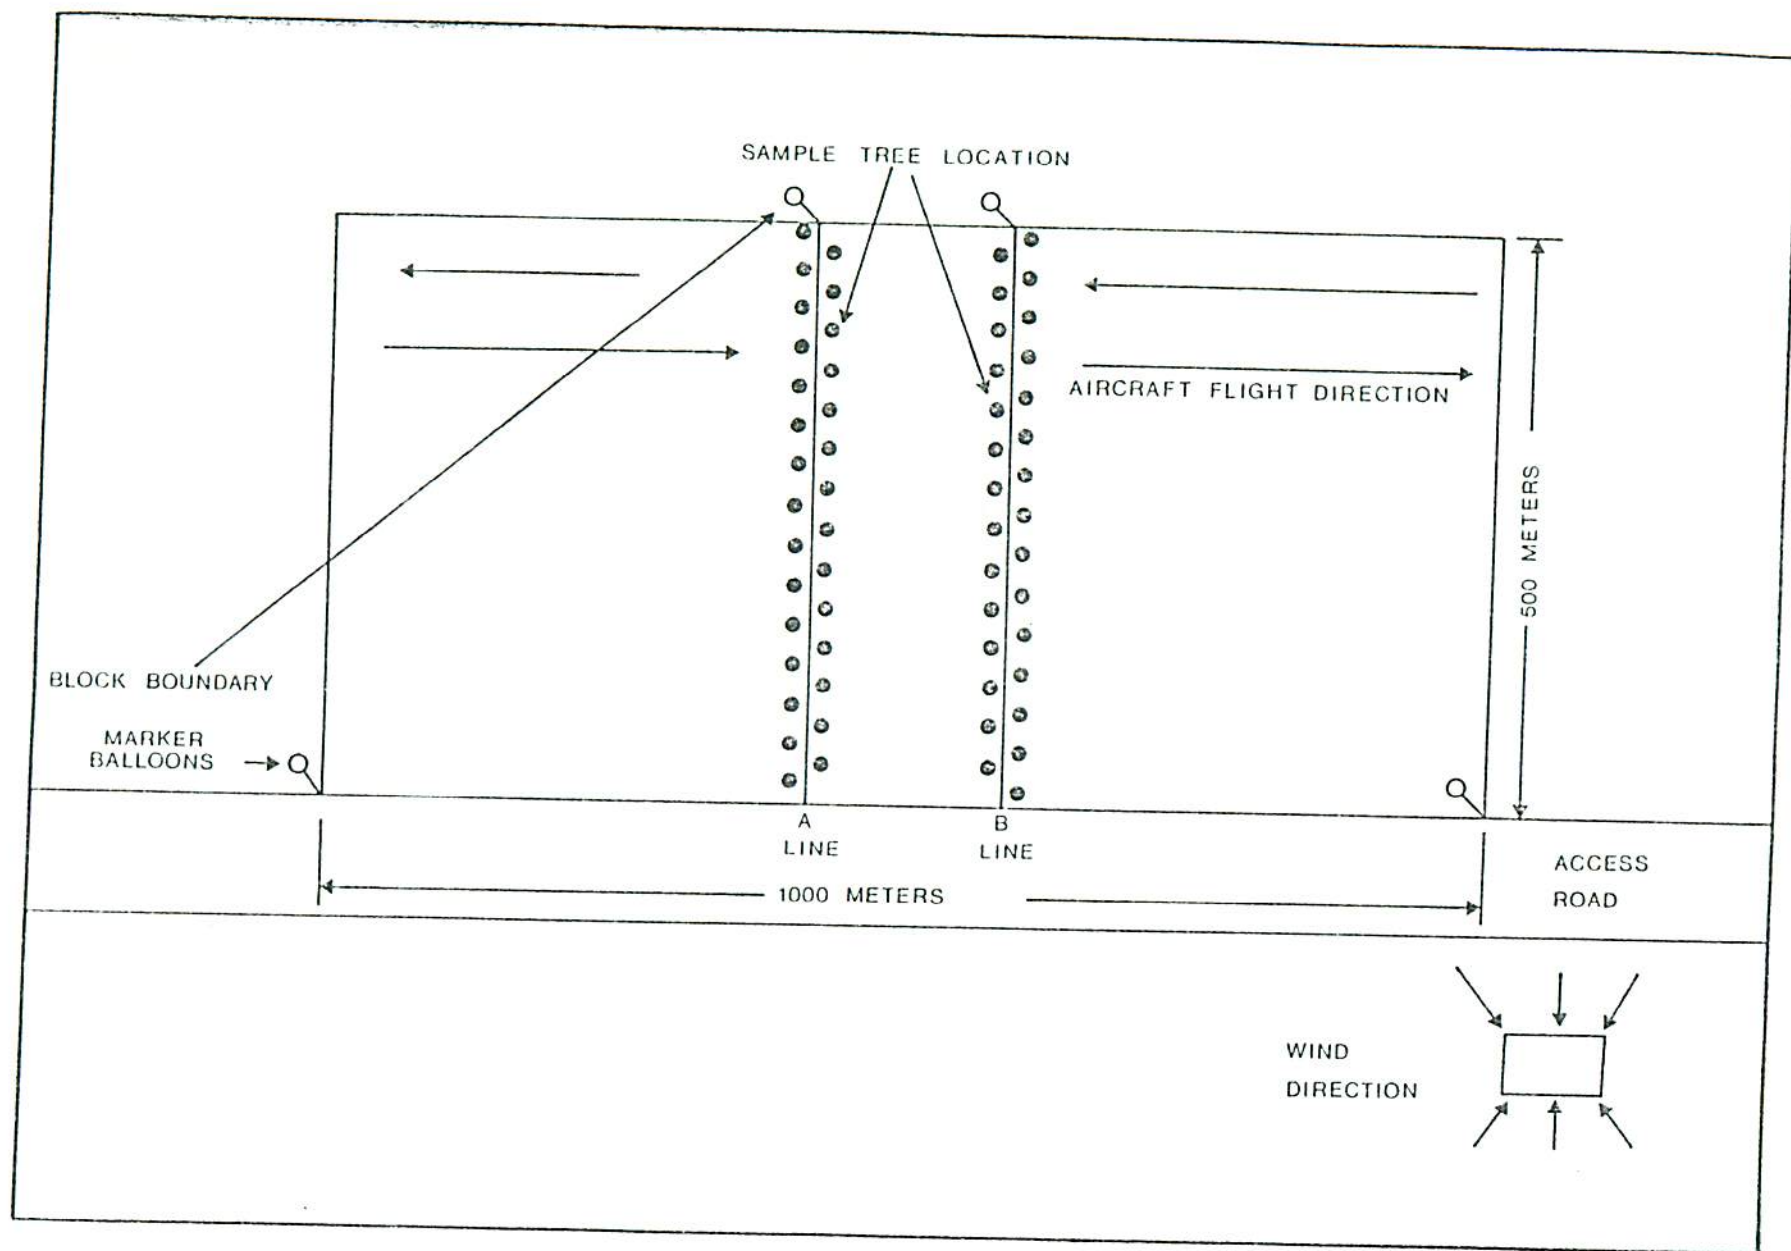 SAMPLE TREE LOCATION
AIRCRAFT FLIGHT DIRECTION
500 METERS
BLOCK BOUNDARY
MARKER
BALLOONS
A
LINE
B
LINE
1000 METERS
ACCESS
ROAD
WIND
DIRECTION